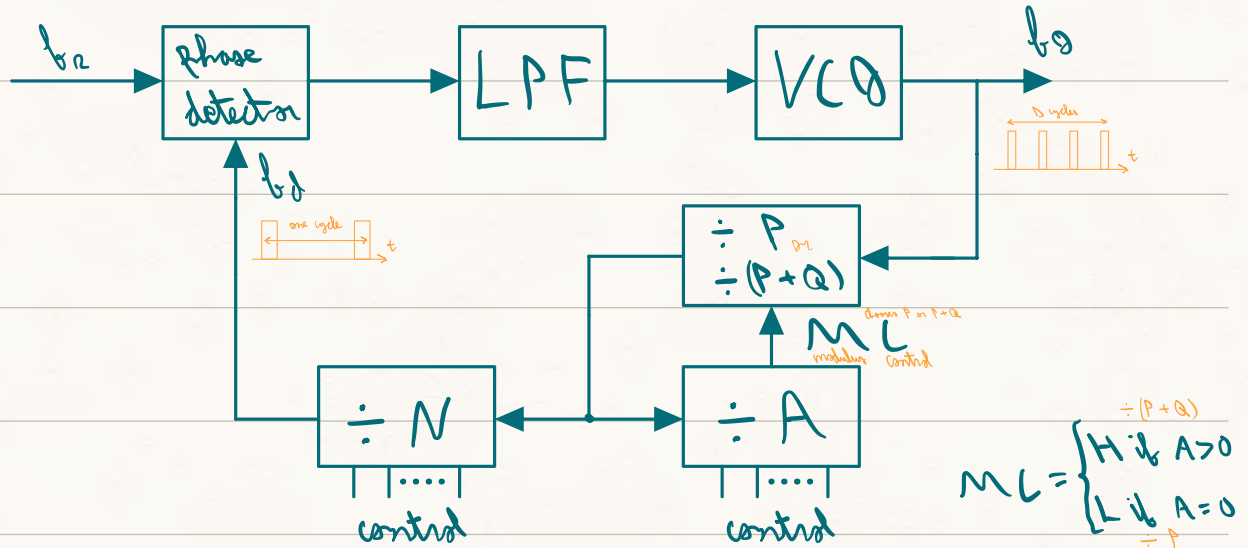 fR
phase
detector
LPF
VCO
fO
D cycles
t
fd
one cycle
t
÷ P
or
÷ (P + Q)
MC
chooses P or P + Q
modulus control
÷ N
÷ A
control
control
÷ (P + Q)
MC = { H if A > 0
L if A = 0
÷ P